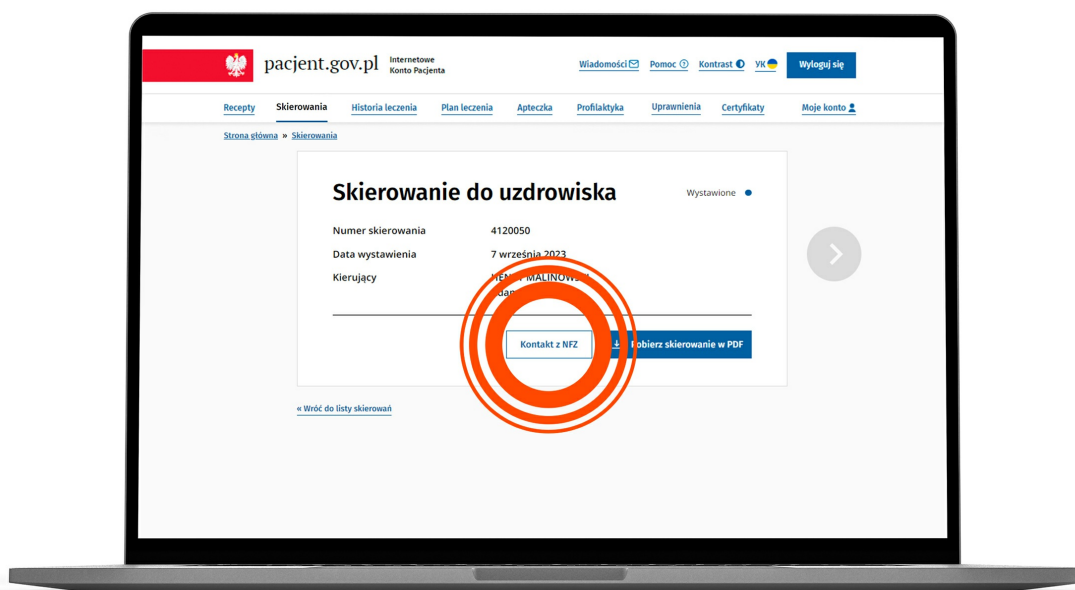 pacjent.gov.pl
Internetowe
Konto Pacjenta
Wiadomości Pomoc Kontrast УК Wyloguj się
Recepty Skierowania Historia leczenia Plan leczenia Apteczka Profilaktyka Uprawnienia Certyfikaty Moje konto
Strona główna » Skierowania
Skierowanie do uzdrowiska
Wystawione
Numer skierowania 4120050
Data wystawienia 7 września 2023
Kierujący
Kontakt z NFZ
Pobierz skierowanie w PDF
« Wróć do listy skierowań